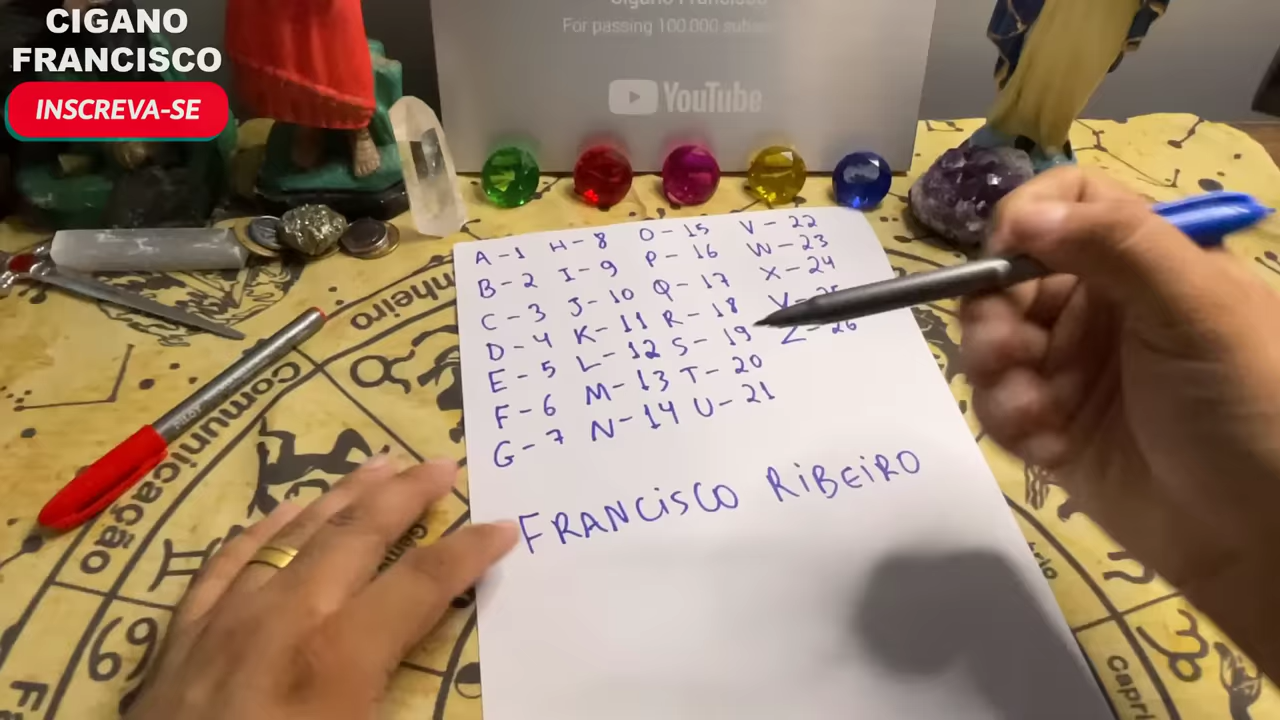 CIGANO
FRANCISCO
INSCREVA-SE
For passing 100.000
YouTube
A-1 H-8 O-15 V-22
B-2 I-9 P-16 W-23
C-3 J-10 Q-17 X-24
D-4 K-11 R-18
E-5 L-12 S-19 Z-26
F-6 M-13 T-20
G-7 N-14 U-21
FRANCISCO RIBEIRO
Comunicação